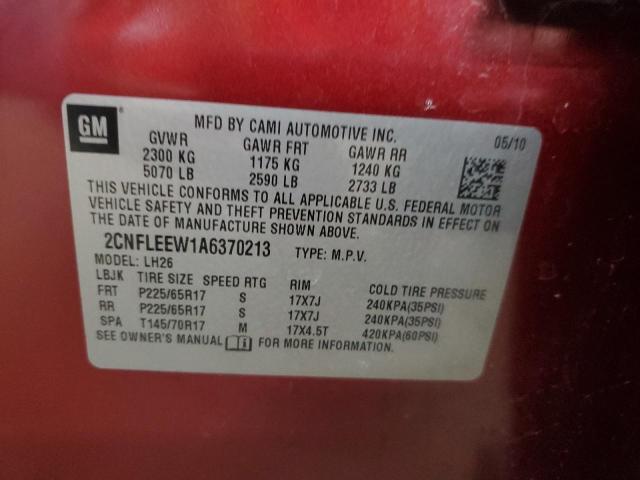 GM
MFD BY CAMI AUTOMOTIVE INC.
05/10
GVWR GAWR FRT GAWR RR
2300 KG 1175 KG 1240 KG
5070 LB 2590 LB 2733 LB
THIS VEHICLE CONFORMS TO ALL APPLICABLE U.S. FEDERAL MOTOR
VEHICLE SAFETY AND THEFT PREVENTION STANDARDS IN EFFECT ON
THE DATE OF MANUFACTURE SHOWN ABOVE.
2CNFLEEW1A6370213 TYPE: M.P.V.
MODEL: LH26
LBJK TIRE SIZE SPEED RTG RIM COLD TIRE PRESSURE
FRT P225/65R17 S 17X7J 240KPA(35PSI)
RR P225/65R17 S 17X7J 240KPA(35PSI)
SPA T145/70R17 M 17X4.5T 420KPA(60PSI)
SEE OWNER'S MANUAL i FOR MORE INFORMATION.